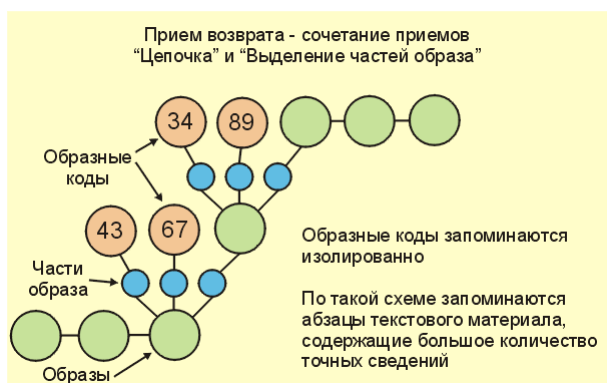 Прием возврата - сочетание приемов
“Цепочка” и “Выделение частей образа”
34
89
Образные
коды
43
67
Части
образа
Образы
Образные коды запоминаются
изолированно
По такой схеме запоминаются
абзацы текстового материала,
содержащие большое количество
точных сведений